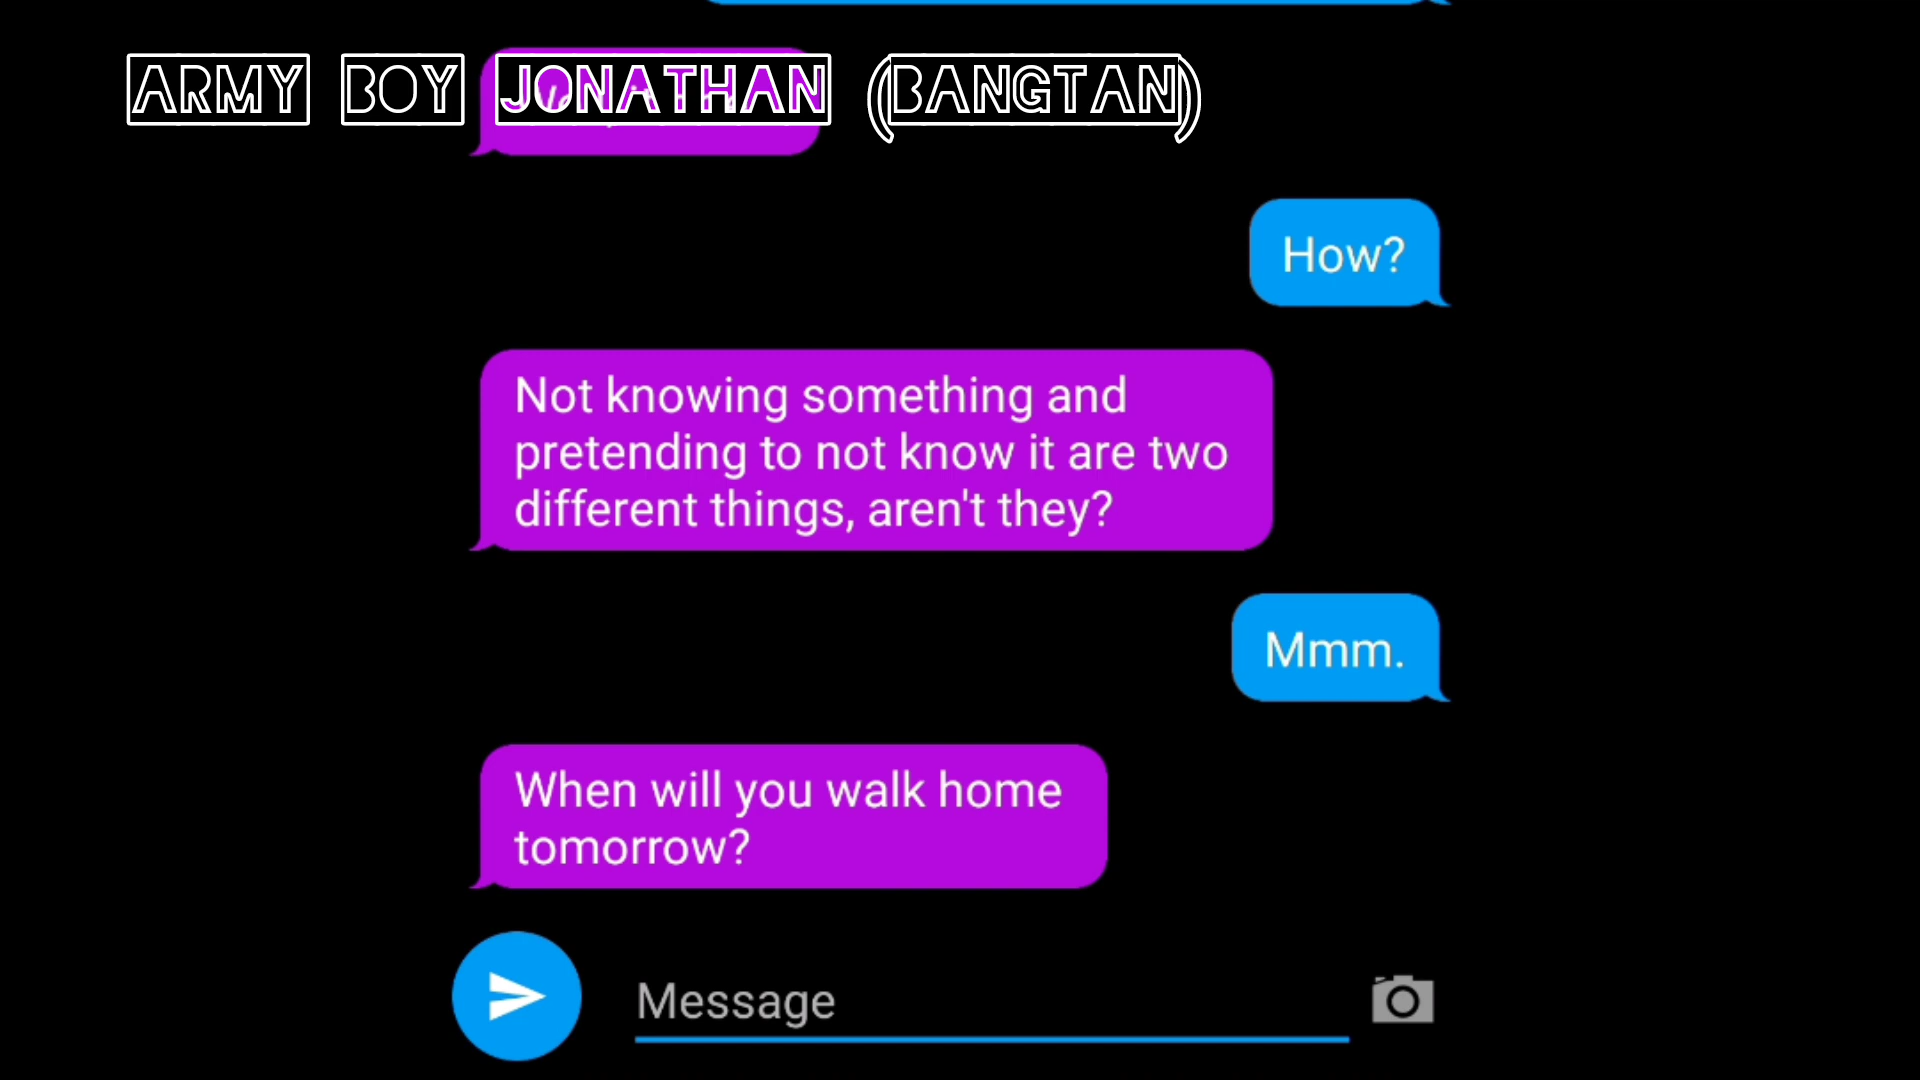 ARMY BOY JONATHAN (BANGTAN)
How?
Not knowing something and
pretending to not know it are two
different things, aren't they?
Mmm.
When will you walk home
tomorrow?
Message